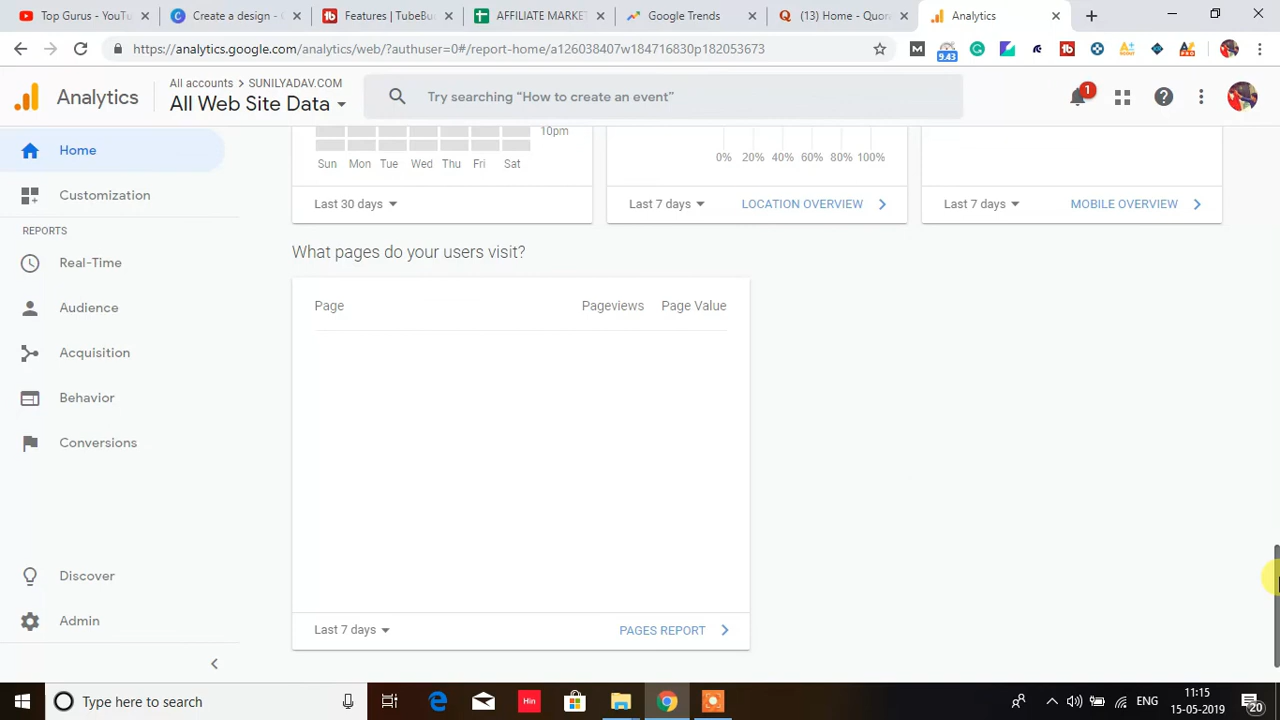 Top Gurus - YouTu
Create a design - C
Features | TubeBu
AFFILIATE MARKE
Google Trends
(13) Home - Quor
Analytics
https://analytics.google.com/analytics/web/?authuser=0#/report-home/a126038407w184716830p182053673
9.43
Analytics
All accounts > SUNILYADAV.COM
All Web Site Data
Try searching “How to create an event”
1
Home
Customization
REPORTS
Real-Time
Audience
Acquisition
Behavior
Conversions
Discover
Admin
10pm
Sun Mon Tue Wed Thu Fri Sat
0% 20% 40% 60% 80% 100%
Last 30 days
Last 7 days LOCATION OVERVIEW
Last 7 days MOBILE OVERVIEW
What pages do your users visit?
Page Pageviews Page Value
Last 7 days PAGES REPORT
Type here to search
Hin
ENG
11:15
15-05-2019
20